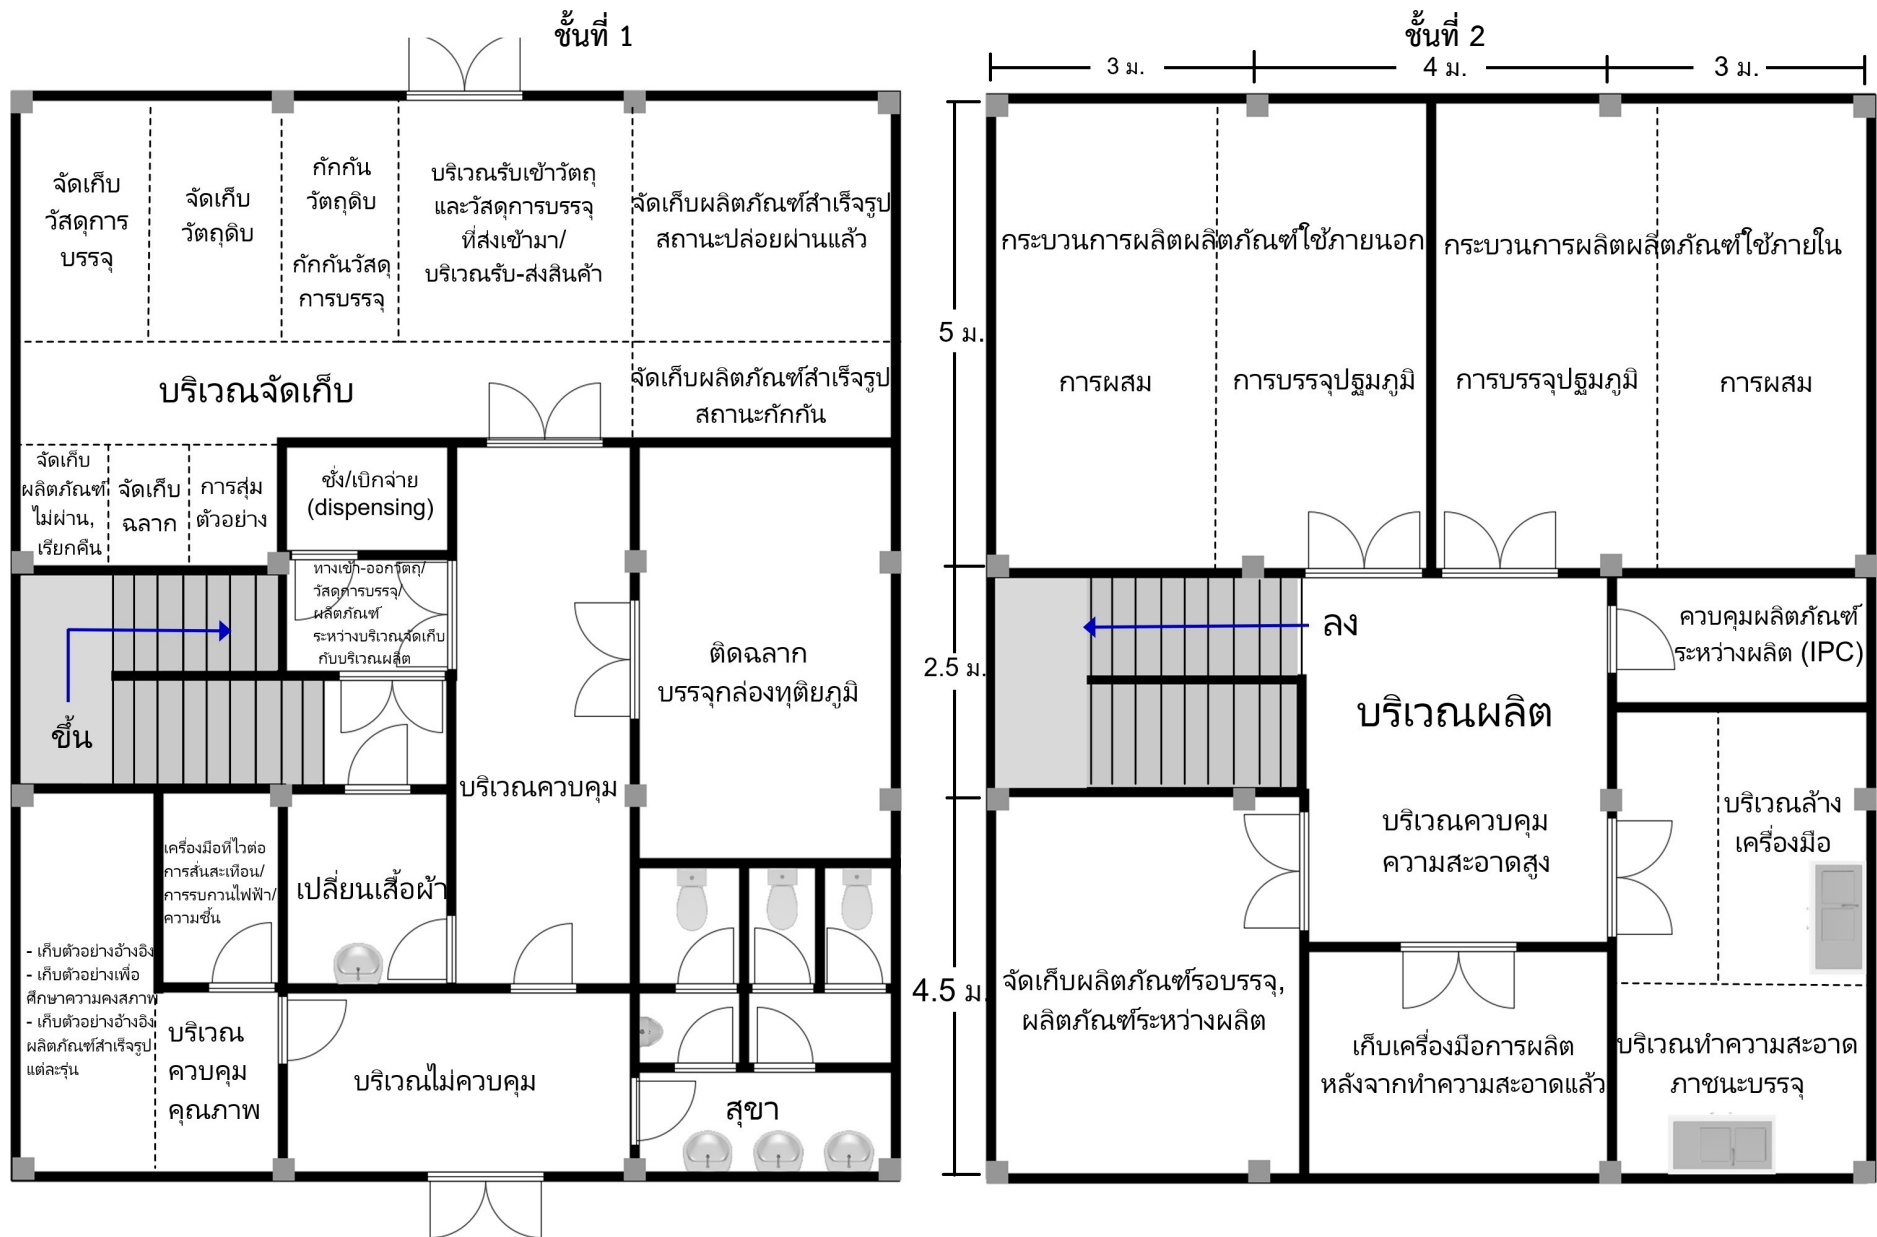 ชั้นที่ 1
จัดเก็บ
วัสดุการ
บรรจุ
จัดเก็บ
วัตถุดิบ
กักกัน
วัตถุดิบ
กักกันวัสดุ
การบรรจุ
บริเวณรับเข้าวัตถุ
และวัสดุการบรรจุ
ที่ส่งเข้ามา/
บริเวณรับ-ส่งสินค้า
จัดเก็บผลิตภัณฑ์สำเร็จรูป
สถานะปล่อยผ่านแล้ว
บริเวณจัดเก็บ
จัดเก็บผลิตภัณฑ์สำเร็จรูป
สถานะกักกัน
จัดเก็บ
ผลิตภัณฑ์
ไม่ผ่าน,
เรียกคืน
จัดเก็บ
ฉลาก
การสุ่ม
ตัวอย่าง
ชั่ง/เบิกจ่าย
(dispensing)
ทางเข้า-ออกวัตถุ/
วัสดุการบรรจุ/
ผลิตภัณฑ์
ระหว่างบริเวณจัดเก็บ
กับบริเวณผลิต
ขึ้น
ติดฉลาก
บรรจุกล่องทุติยภูมิ
บริเวณควบคุม
เครื่องมือที่ไวต่อ
การสั่นสะเทือน/
การรบกวนไฟฟ้า/
ความชื้น
เปลี่ยนเสื้อผ้า
- เก็บตัวอย่างอ้างอิง
- เก็บตัวอย่างเพื่อ
ศึกษาความคงสภาพ
- เก็บตัวอย่างอ้างอิง
ผลิตภัณฑ์สำเร็จรูป
แต่ละรุ่น
บริเวณ
ควบคุม
คุณภาพ
บริเวณไม่ควบคุม
สุขา
ชั้นที่ 2
3 ม.
4 ม.
3 ม.
5 ม.
2.5 ม.
4.5 ม.
กระบวนการผลิตผลิตภัณฑ์ใช้ภายนอก
การผสม
การบรรจุปฐมภูมิ
กระบวนการผลิตผลิตภัณฑ์ใช้ภายใน
การบรรจุปฐมภูมิ
การผสม
ลง
ควบคุมผลิตภัณฑ์
ระหว่างผลิต (IPC)
บริเวณผลิต
บริเวณควบคุม
ความสะอาดสูง
บริเวณล้าง
เครื่องมือ
จัดเก็บผลิตภัณฑ์รอบรรจุ,
ผลิตภัณฑ์ระหว่างผลิต
เก็บเครื่องมือการผลิต
หลังจากทำความสะอาดแล้ว
บริเวณทำความสะอาด
ภาชนะบรรจุ